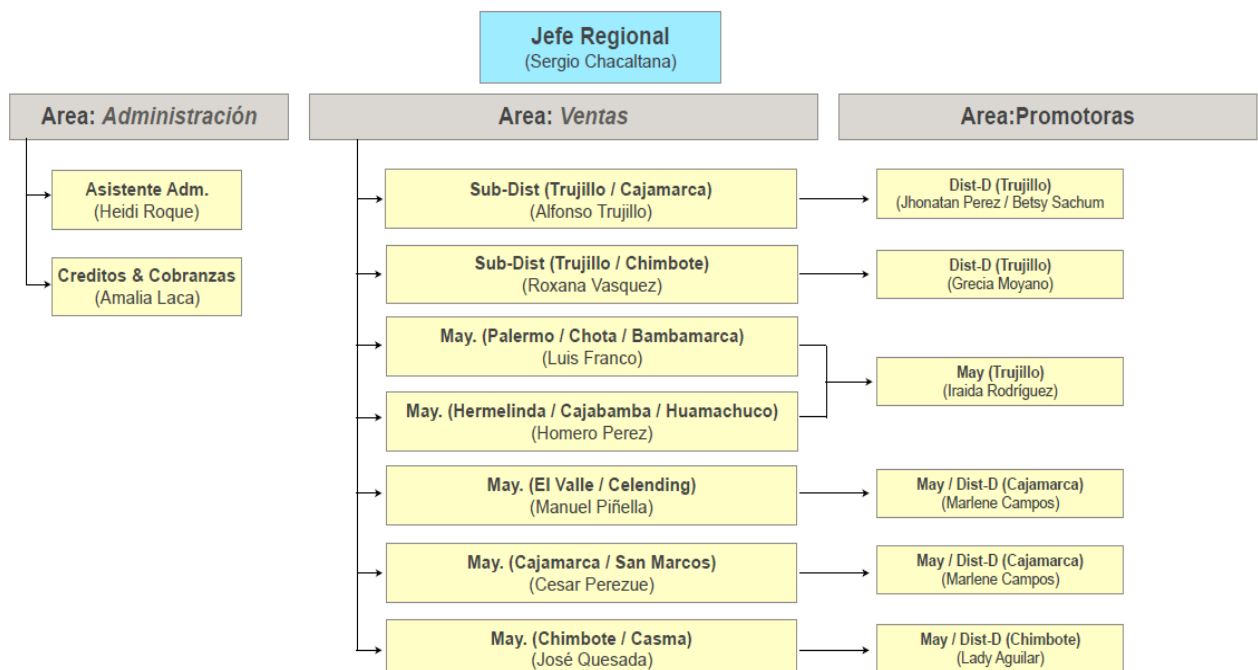 Jefe Regional
(Sergio Chacaltana)
Area: Administración
Asistente Adm.
(Heidi Roque)
Creditos & Cobranzas
(Amalia Laca)
Area: Ventas
Sub-Dist (Trujillo / Cajamarca)
(Alfonso Trujillo)
Sub-Dist (Trujillo / Chimbote)
(Roxana Vasquez)
May. (Palermo / Chota / Bambamarca)
(Luis Franco)
May. (Hermelinda / Cajabamba / Huamachuco)
(Homero Perez)
May. (El Valle / Celending)
(Manuel Piñella)
May. (Cajamarca / San Marcos)
(Cesar Perezue)
May. (Chimbote / Casma)
(José Quesada)
Area:Promotoras
Dist-D (Trujillo)
(Jhonatan Perez / Betsy Sachum
Dist-D (Trujillo)
(Grecia Moyano)
May (Trujillo)
(Iraida Rodríguez)
May / Dist-D (Cajamarca)
(Marlene Campos)
May / Dist-D (Cajamarca)
(Marlene Campos)
May / Dist-D (Chimbote)
(Lady Aguilar)